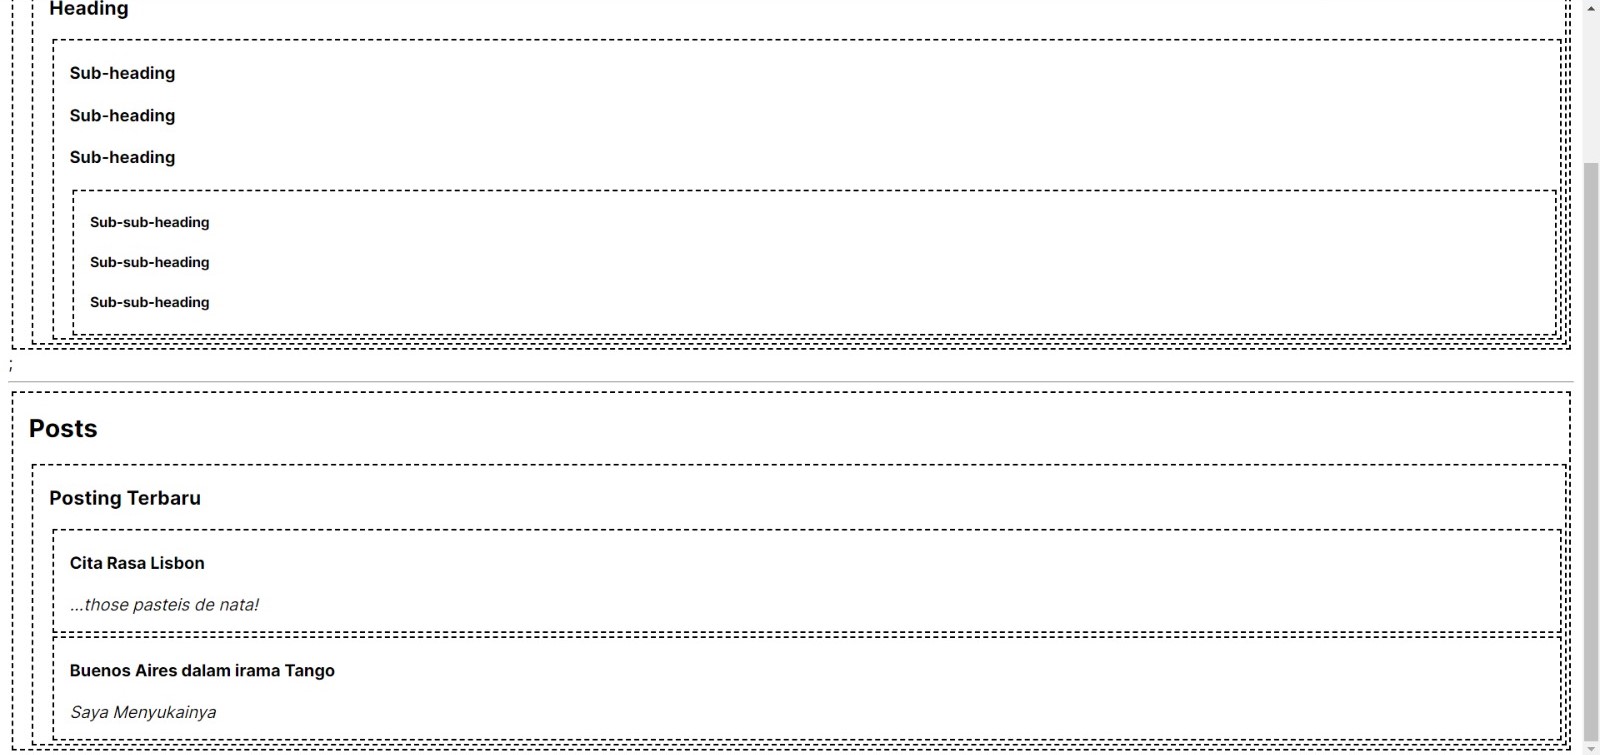 Heading
Sub-heading
Sub-heading
Sub-heading
Sub-sub-heading
Sub-sub-heading
Sub-sub-heading
;
Posts
Posting Terbaru
Cita Rasa Lisbon
...those pasteis de nata!
Buenos Aires dalam irama Tango
Saya Menyukainya